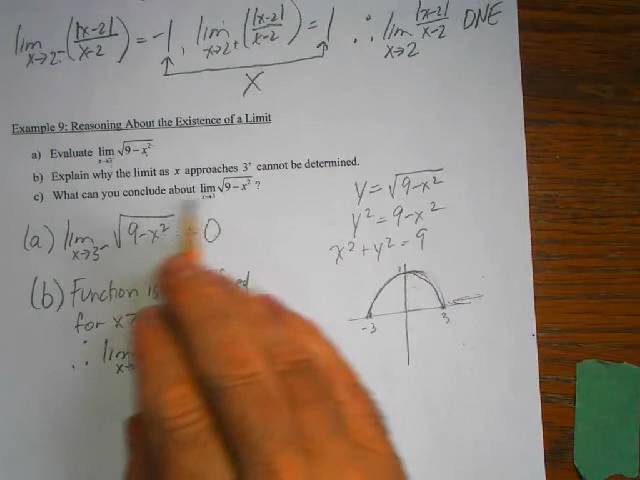 lim x→2⁻ (|x-2|/x-2) = -1, lim x→2⁺ (|x-2|/x-2) = 1 ∴ lim x→2 |x-2|/x-2 DNE
X
Example 9: Reasoning About the Existence of a Limit
a) Evaluate lim √9-x²
b) Explain why the limit as x approaches 3⁺ cannot be determined.
c) What can you conclude about lim √9-x² ?
y = √9-x²
y² = 9-x²
x² + y² = 9
(a) lim x→3⁻ √9-x² = 0
(b) Function is
for x
∴ lim
-3 3